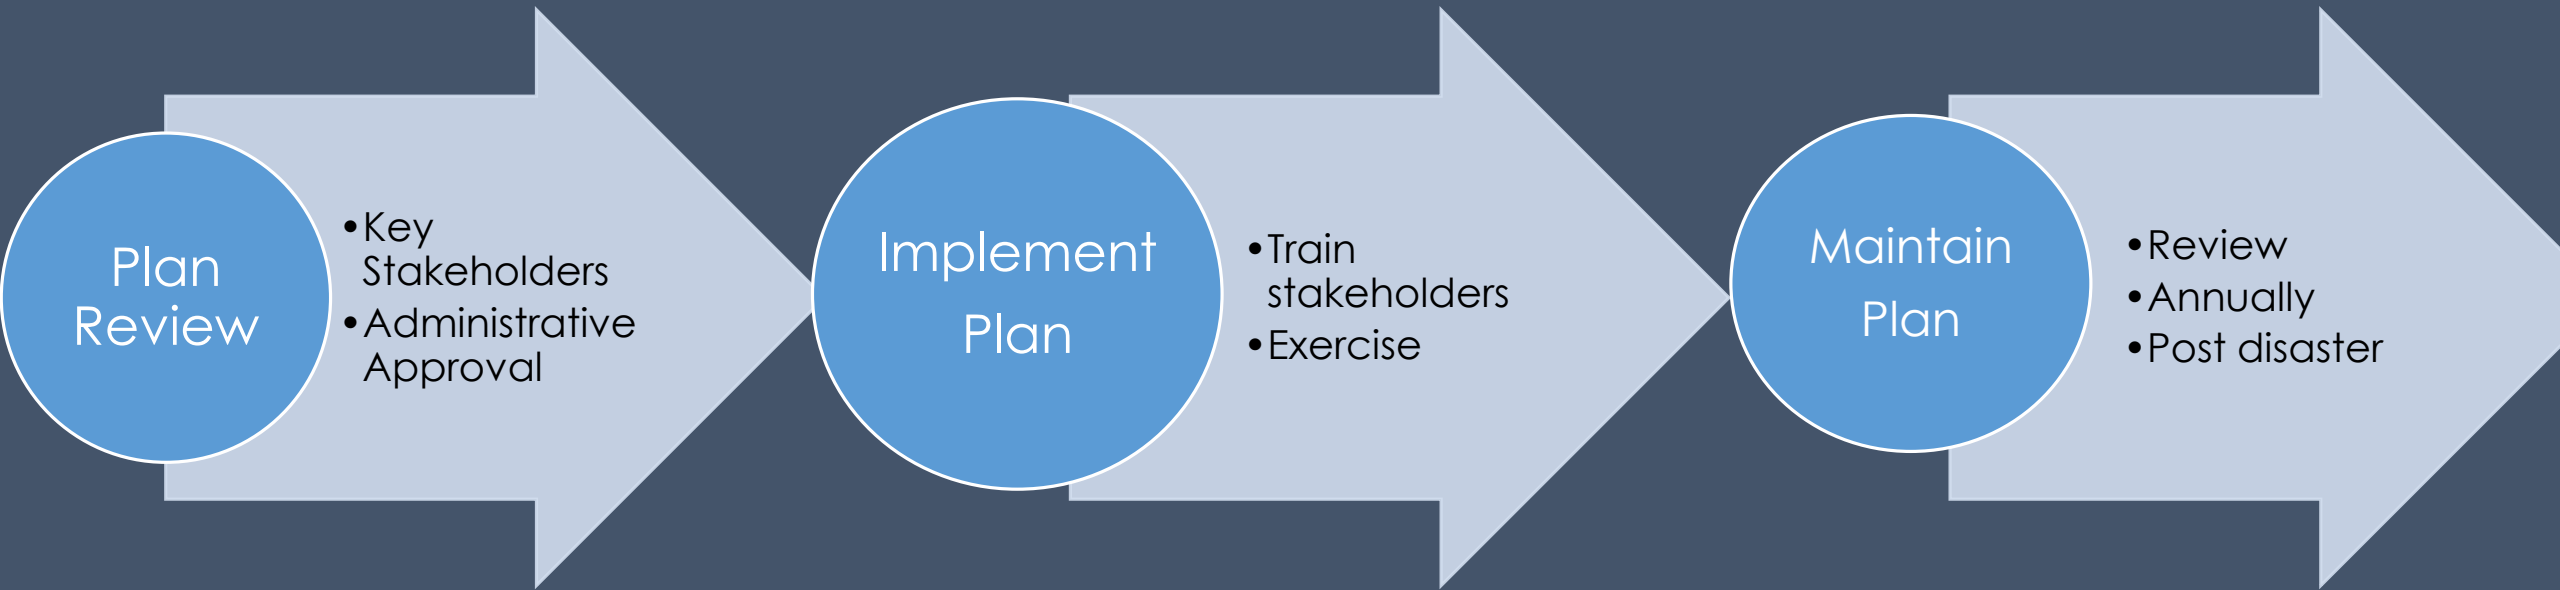 Plan
Review
•Key
Stakeholders
•Administrative
Approval
Implement
Plan
•Train
stakeholders
•Exercise
Maintain
Plan
•Review
•Annually
•Post disaster